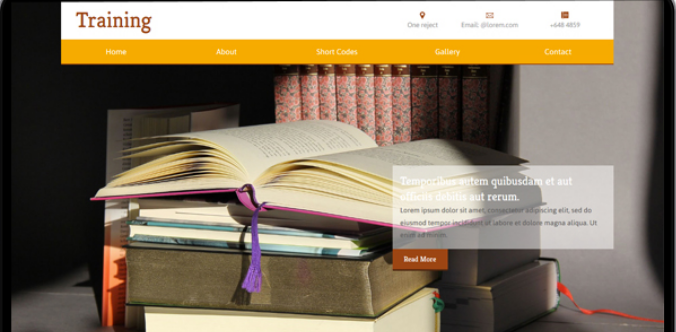 Training
One reject
Email: @lorem.com
+648 4859
Home
About
Short Codes
Gallery
Contact
Temporibus autem quibusdam et aut
officiis debitis aut rerum.
Lorem ipsum dolor sit amet, consectetur adipiscing elit, sed do
eiusmod tempor incididunt ut labore et dolore magna aliqua. Ut
enim ad minim.
Read More